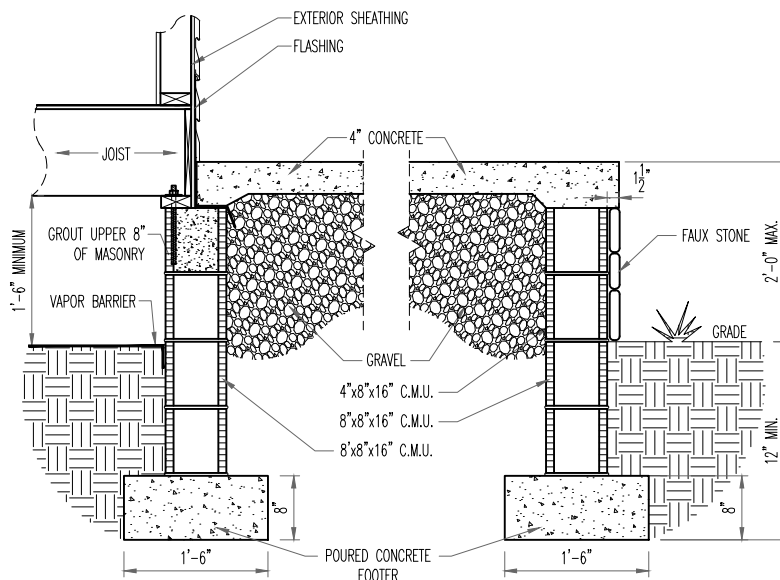 EXTERIOR SHEATHING
FLASHING
4" CONCRETE
JOIST
1 1/2"
GROUT UPPER 8"
OF MASONRY
FAUX STONE
2'-0" MAX.
1'-6" MINIMUM
VAPOR BARRIER
GRADE
GRAVEL
4"x8"x16" C.M.U.
8"x8"x16" C.M.U.
8'x8"x16" C.M.U.
12" MIN.
8"
8"
1'-6"
POURED CONCRETE
FOOTER
1'-6"